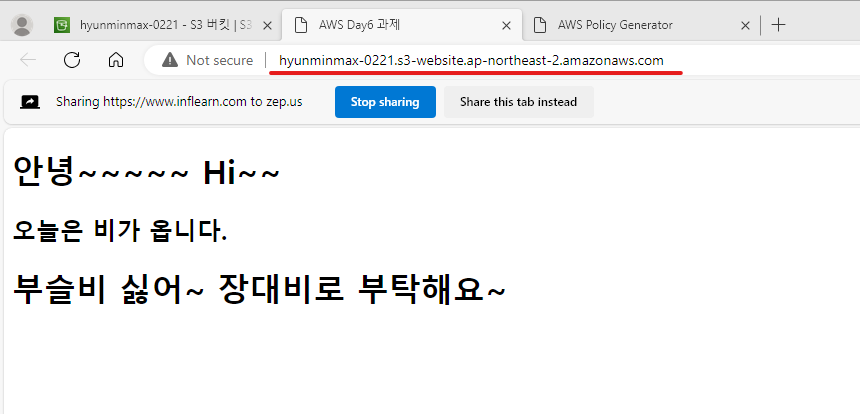 hyunminmax-0221 - S3 버킷 | S3
AWS Day6 과제
AWS Policy Generator
Not secure
hyunminmax-0221.s3-website.ap-northeast-2.amazonaws.com
Sharing https://www.inflearn.com to zep.us
Stop sharing
Share this tab instead
안녕~~~~~ Hi~~
오늘은 비가 옵니다.
부슬비 싫어~ 장대비로 부탁해요~